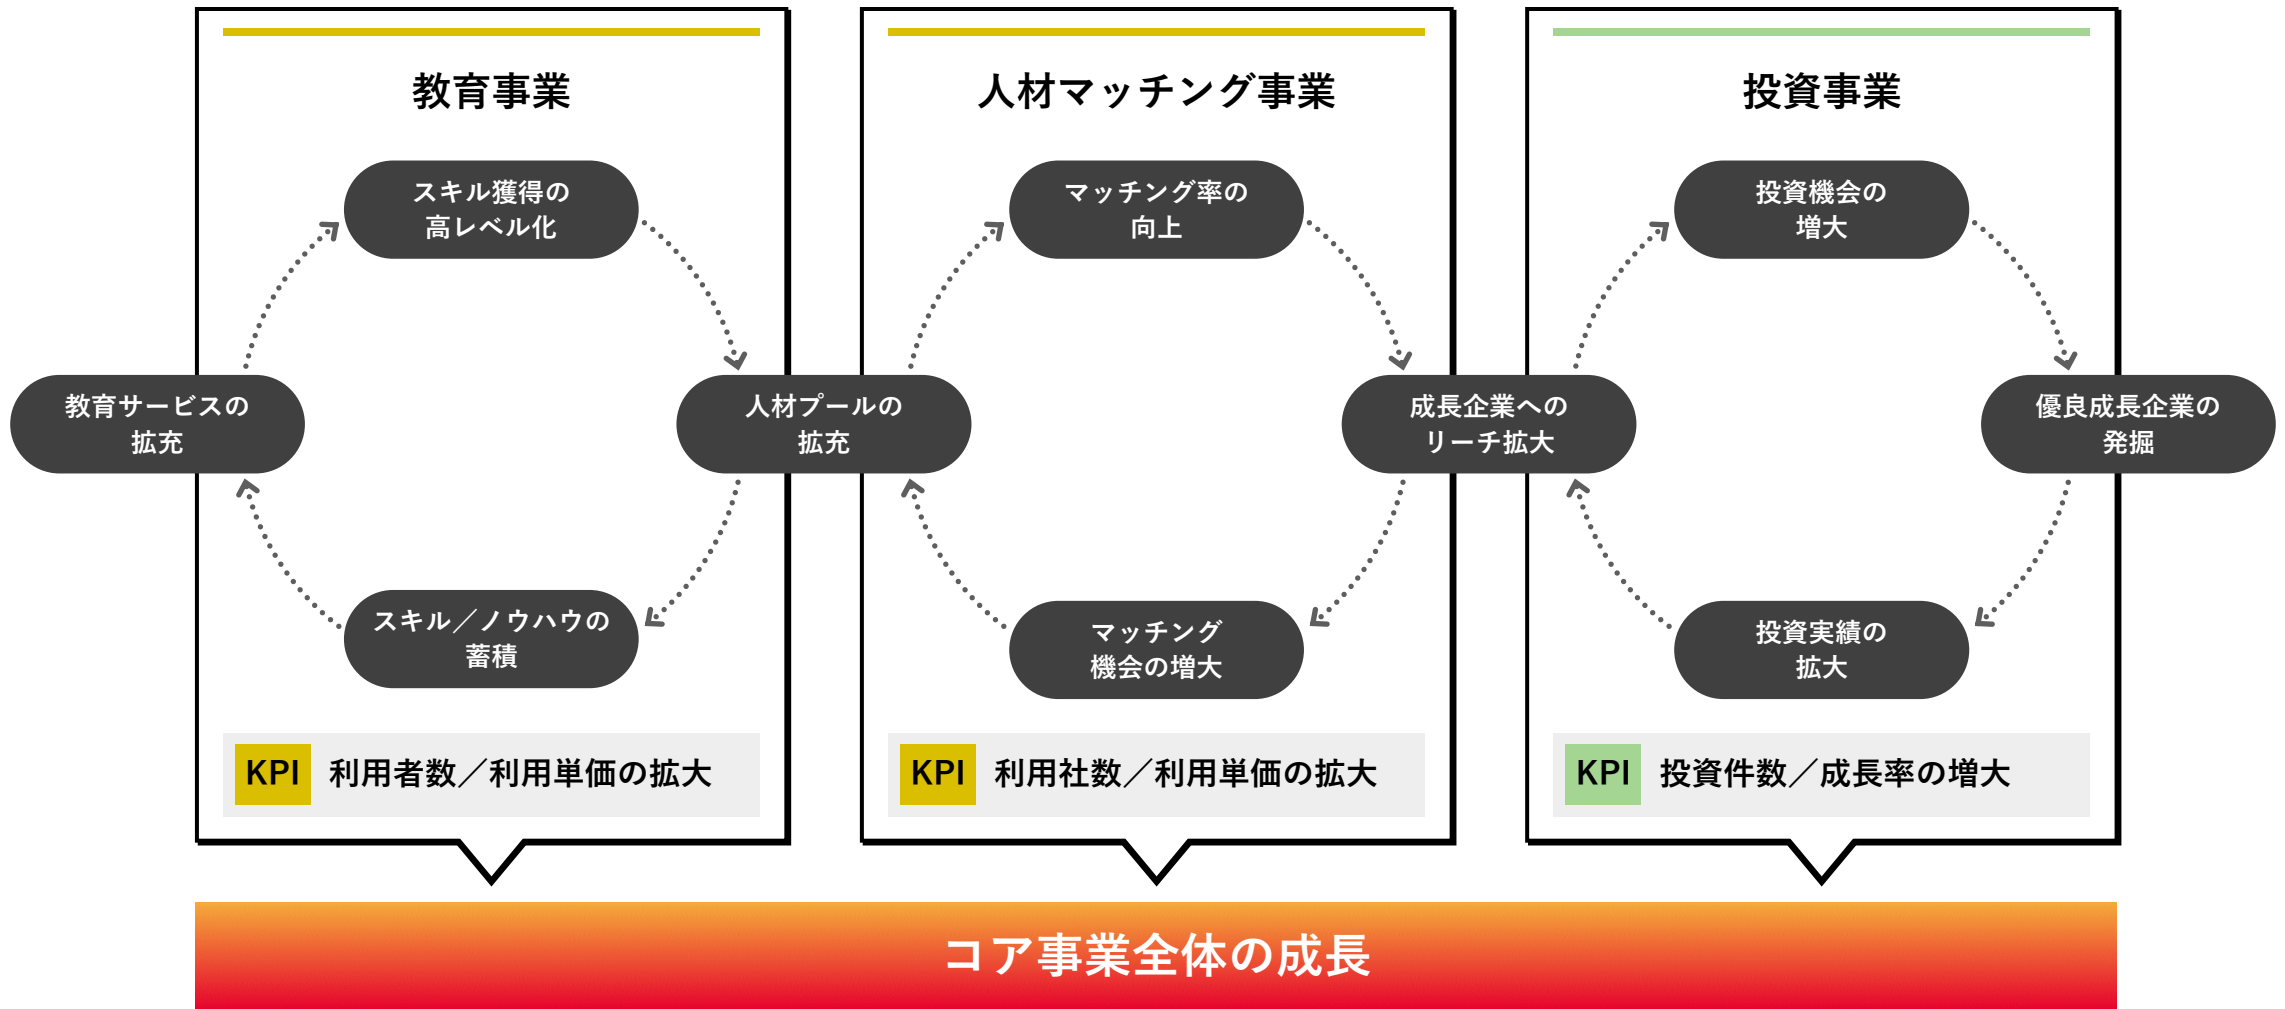 教育事業
スキル獲得の
高レベル化
教育サービスの
拡充
人材プールの
拡充
スキル／ノウハウの
蓄積
KPI 利用者数／利用単価の拡大
人材マッチング事業
マッチング率の
向上
成長企業への
リーチ拡大
マッチング
機会の増大
KPI 利用社数／利用単価の拡大
投資事業
投資機会の
増大
優良成長企業の
発掘
投資実績の
拡大
KPI 投資件数／成長率の増大
コア事業全体の成長